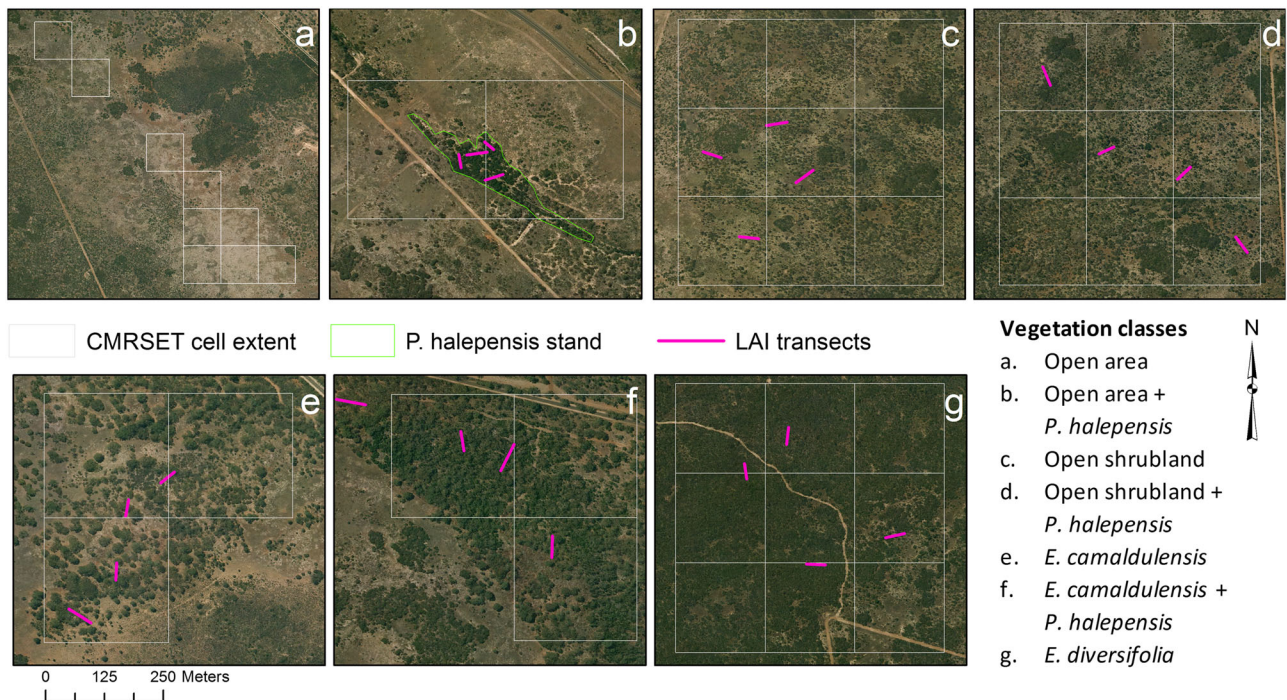 a
b
c
d
CMRSET cell extent
P. halepensis stand
LAI transects
Vegetation classes
N
a. Open area
b. Open area +
P. halepensis
c. Open shrubland
d. Open shrubland +
P. halepensis
e. E. camaldulensis
f. E. camaldulensis +
P. halepensis
g. E. diversifolia
e
f
g
0 125 250 Meters